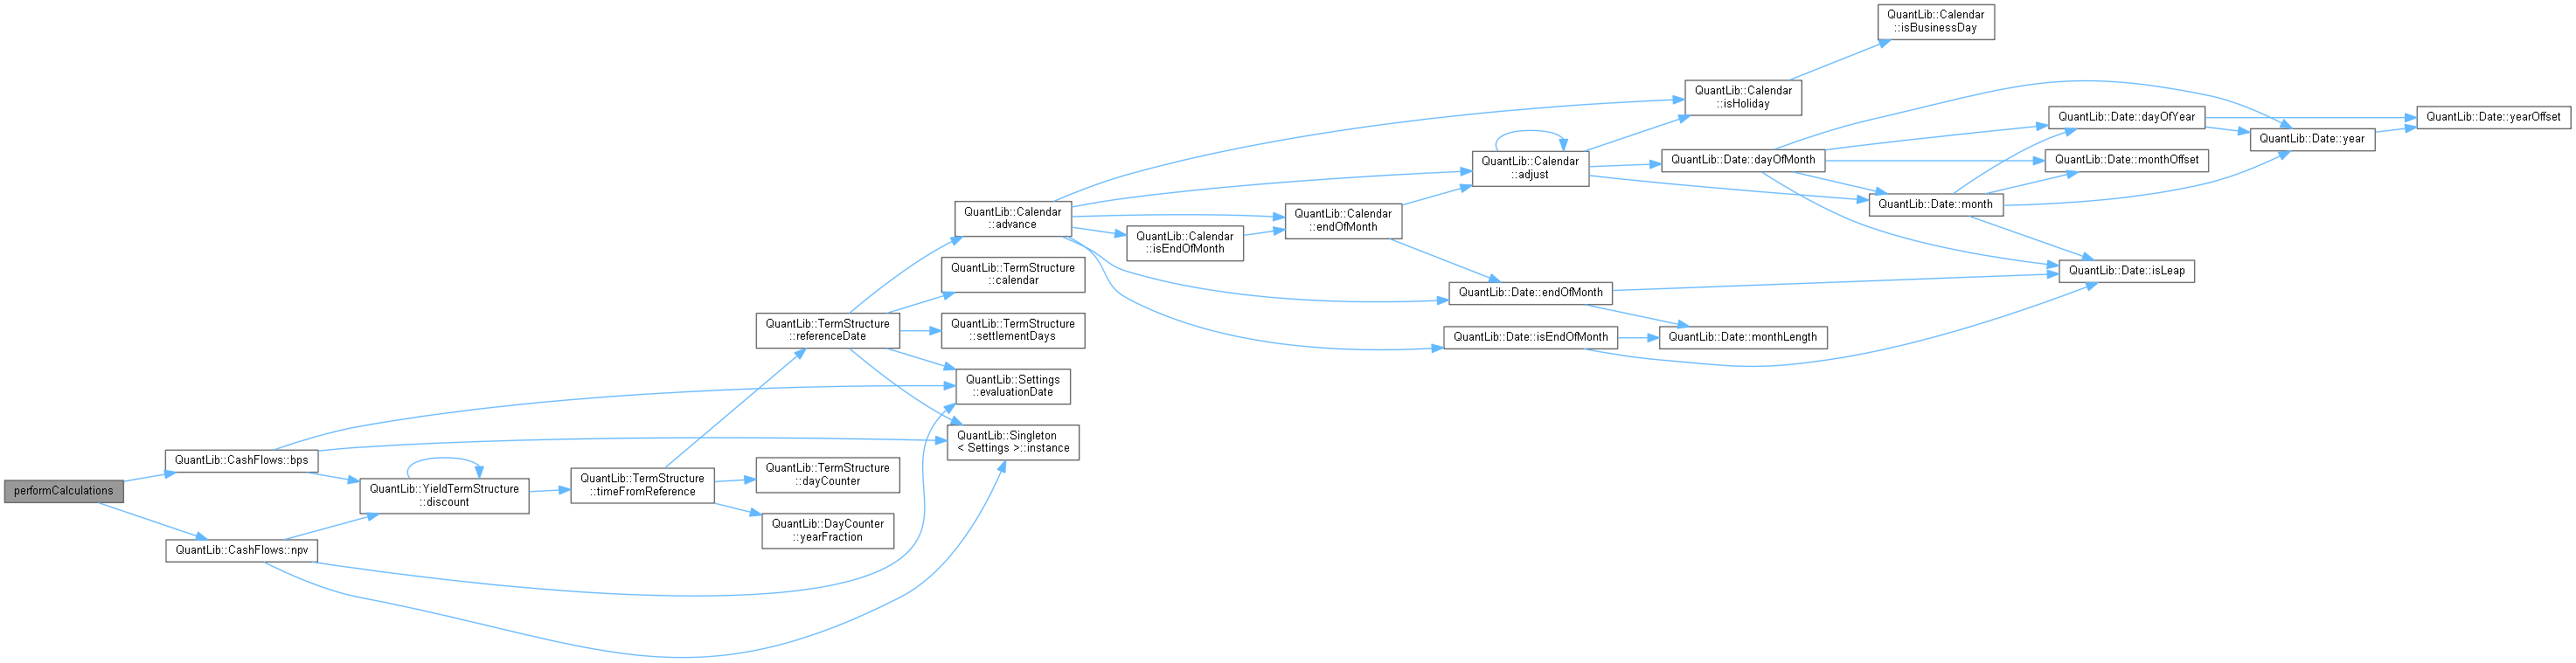 performCalculations
QuantLib::CashFlows::bps
QuantLib::CashFlows::npv
QuantLib::YieldTermStructure
::discount
QuantLib::TermStructure
::timeFromReference
QuantLib::TermStructure
::referenceDate
QuantLib::TermStructure
::dayCounter
QuantLib::DayCounter
::yearFraction
QuantLib::Calendar
::advance
QuantLib::TermStructure
::calendar
QuantLib::TermStructure
::settlementDays
QuantLib::Settings
::evaluationDate
QuantLib::Singleton
< Settings >::instance
QuantLib::Calendar
::isEndOfMonth
QuantLib::Calendar
::endOfMonth
QuantLib::Calendar
::adjust
QuantLib::Date::endOfMonth
QuantLib::Date::isEndOfMonth
QuantLib::Calendar
::isHoliday
QuantLib::Date::dayOfMonth
QuantLib::Date::monthLength
QuantLib::Calendar
::isBusinessDay
QuantLib::Date::month
QuantLib::Date::dayOfYear
QuantLib::Date::monthOffset
QuantLib::Date::isLeap
QuantLib::Date::year
QuantLib::Date::yearOffset